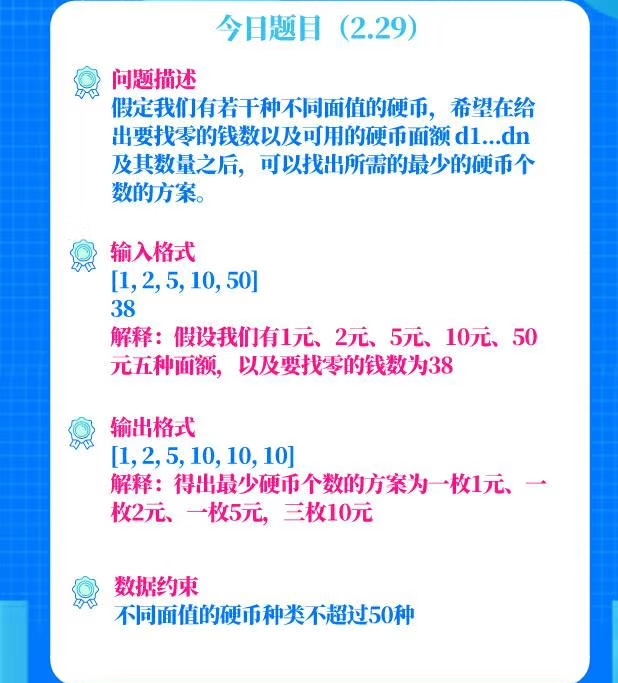 今日题目（2.29）
问题描述
假定我们有若干种不同面值的硬币，希望在给
出要找零的钱数以及可用的硬币面额 d1...dn
及其数量之后，可以找出所需的最少的硬币个
数的方案。
输入格式
[1, 2, 5, 10, 50]
38
解释：假设我们有1元、2元、5元、10元、50
元五种面额，以及要找零的钱数为38
输出格式
[1, 2, 5, 10, 10, 10]
解释：得出最少硬币个数的方案为一枚1元、一
枚2元、一枚5元，三枚10元
数据约束
不同面值的硬币种类不超过50种